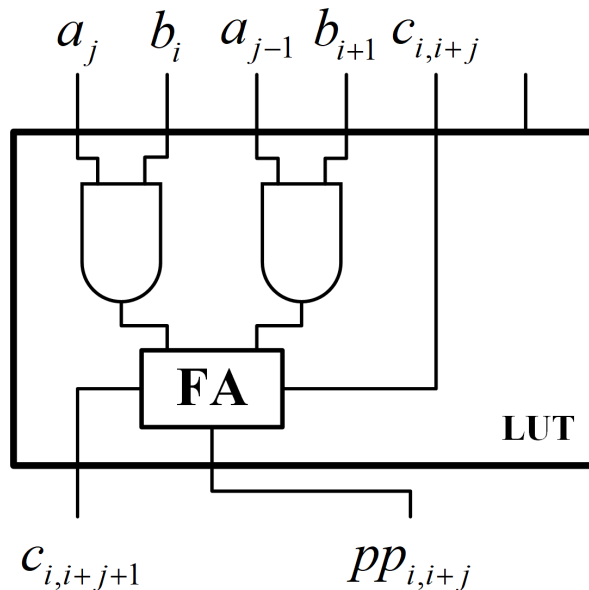 a_j b_i a_{j-1} b_{i+1} c_{i,i+j}
FA
LUT
c_{i,i+j+1} pp_{i,i+j}